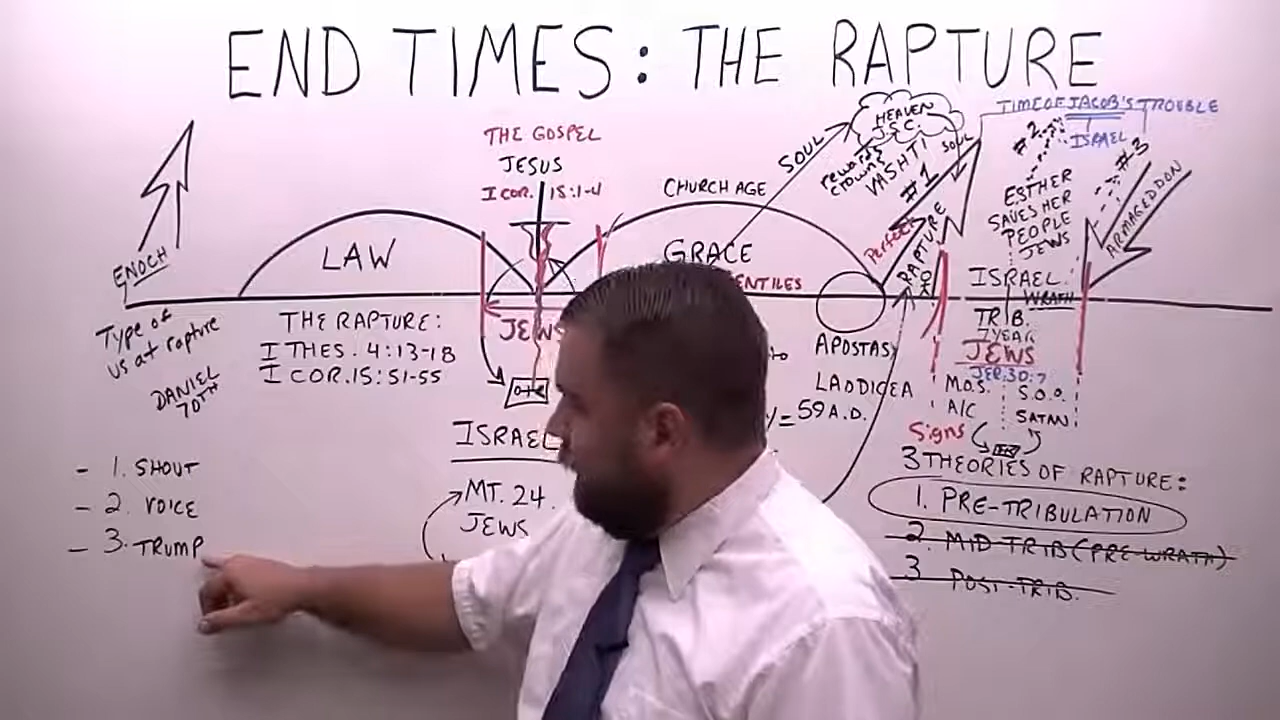 END TIMES: THE RAPTURE
THE GOSPEL
JESUS
I COR. 15:1-4
CHURCH AGE
SOUL
HEAVEN
J.S.C.
rewards
crowns
VASHTI
SOUL
#1
TIME OF JACOB'S TROUBLE
ISRAEL
#2
#3
ARMAGEDDON
ESTHER
SAVES HER
PEOPLE
JEWS
ENOCH
LAW
GRACE
ENTILES
Perfect
RAPTURE
ISRAEL
WRATH
Type of
us at rapture
DANIEL
70TH
THE RAPTURE:
I THES. 4:13-18
I COR. 15:51-55
JEWS
APOSTASY
LAODICEA
= 59 A.D.
TRIB.
7 YEAR
JEWS
JER. 30:7
M.O.S.
A/C
S.O.P.
SATAN
Signs
ISRAEL
MT. 24
JEWS
- 1. SHOUT
- 2. VOICE
- 3. TRUMP
3 THEORIES OF RAPTURE:
1. PRE-TRIBULATION
2. MID TRIB (PRE-WRATH)
3 POST-TRIB.